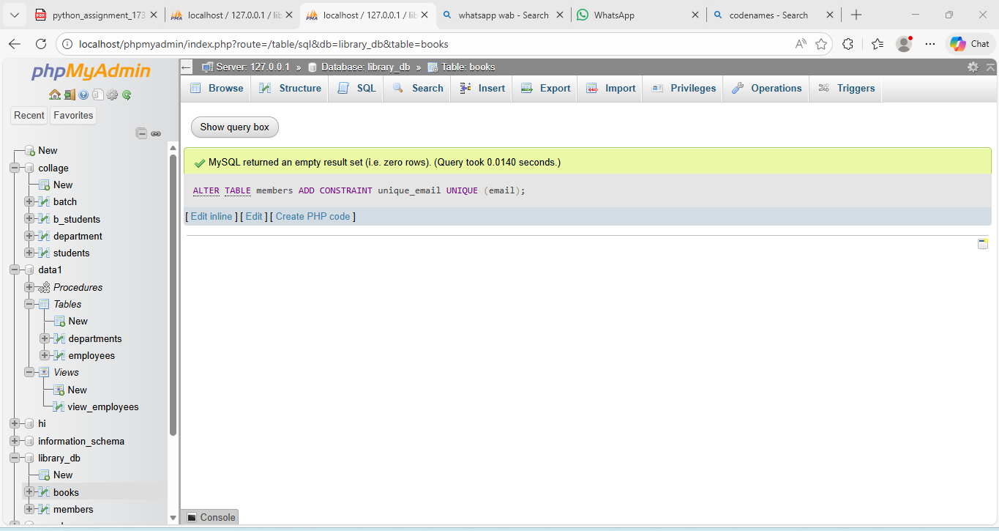 python_assignment_173
localhost / 127.0.0.1 / lib
localhost / 127.0.0.1 / lib
whatsapp wab - Search
WhatsApp
codenames - Search
localhost/phpmyadmin/index.php?route=/table/sql&db=library_db&table=books
Chat
phpMyAdmin
Recent
Favorites
New
collage
New
batch
b_students
department
students
data1
Procedures
Tables
New
departments
employees
Views
New
view_employees
hi
information_schema
library_db
New
books
members
Server: 127.0.0.1 » Database: library_db » Table: books
Browse
Structure
SQL
Search
Insert
Export
Import
Privileges
Operations
Triggers
Show query box
MySQL returned an empty result set (i.e. zero rows). (Query took 0.0140 seconds.)
ALTER TABLE members ADD CONSTRAINT unique_email UNIQUE (email);
[ Edit inline ] [ Edit ] [ Create PHP code ]
Console